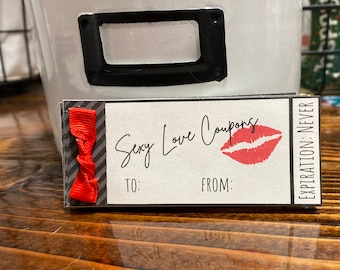 Sexy Love Coupons
TO: FROM:
EXPIRATION: NEVER